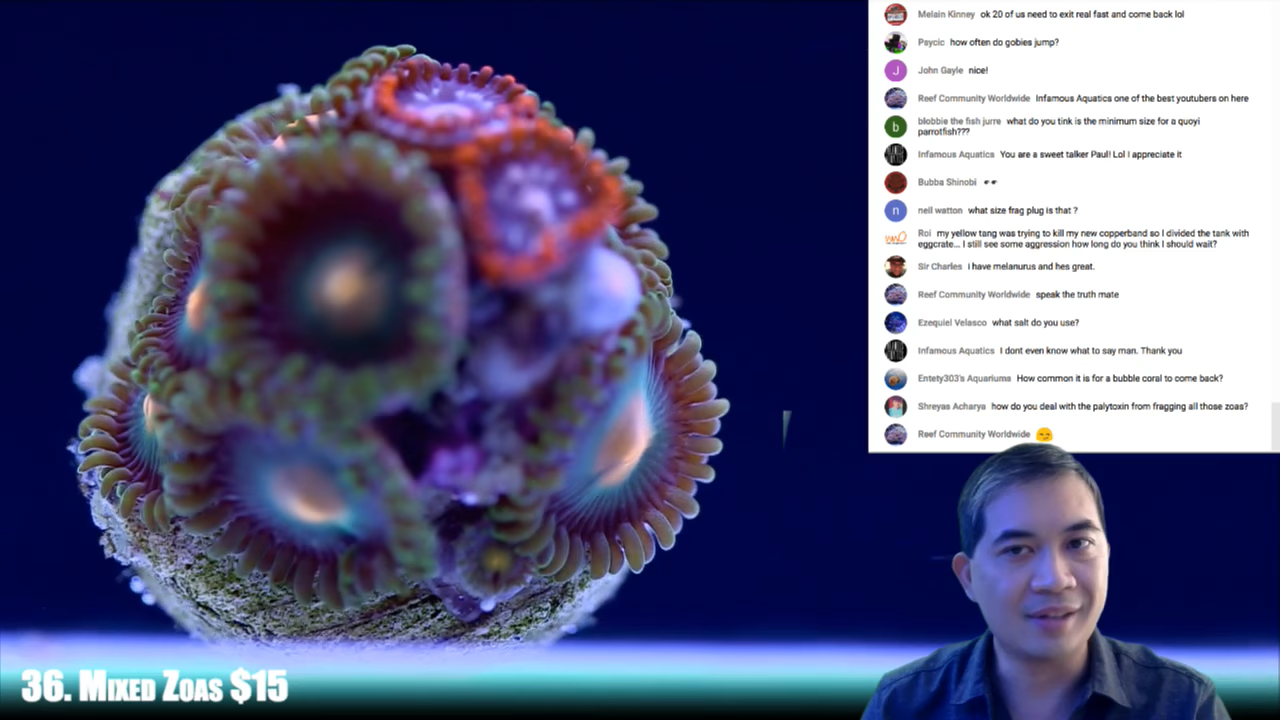 Melain Kinney ok 20 of us need to exit real fast and come back lol
Psycic how often do gobies jump?
J John Gayle nice!
Reef Community Worldwide Infamous Aquatics one of the best youtubers on here
b blobbie the fish jurre what do you tink is the minimum size for a quoyi
parrotfish???
Infamous Aquatics You are a sweet talker Paul! Lol I appreciate it
Bubba Shinobi 👀
n neil watton what size frag plug is that ?
Roi my yellow tang was trying to kill my new copperband so I divided the tank with
eggcrate... I still see some aggression how long do you think I should wait?
Sir Charles I have melanurus and hes great.
Reef Community Worldwide speak the truth mate
Ezequiel Velasco what salt do you use?
Infamous Aquatics I dont even know what to say man. Thank you
Entety303's Aquariums How common it is for a bubble coral to come back?
Shreyas Acharya how do you deal with the palytoxin from fragging all those zoas?
Reef Community Worldwide 😏
36. Mixed Zoas $15